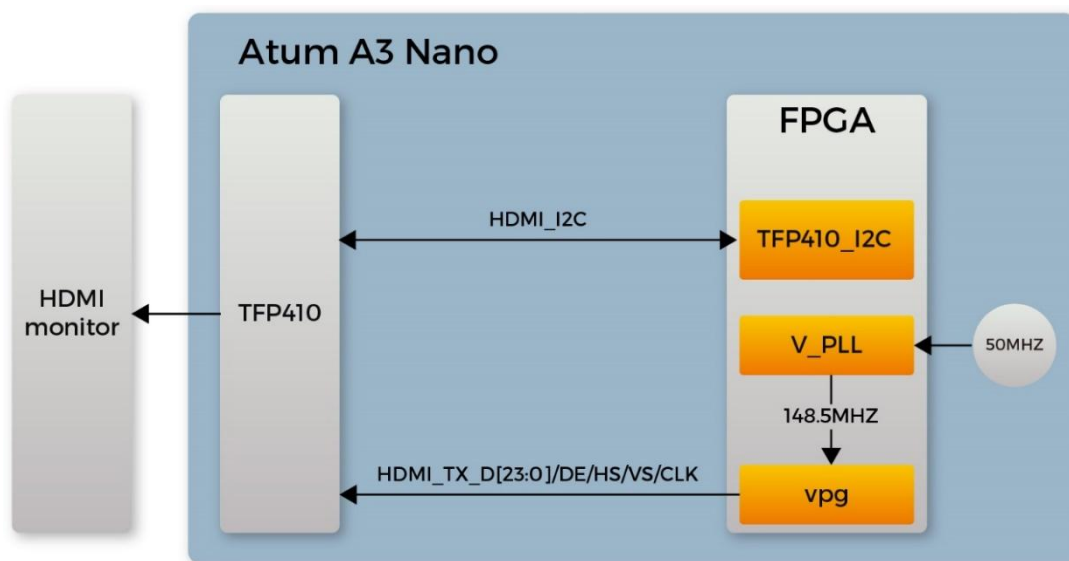 Atum A3 Nano
FPGA
HDMI_I2C
TFP410_I2C
HDMI
monitor
TFP410
V_PLL
50MHZ
148.5MHZ
HDMI_TX_D[23:0]/DE/HS/VS/CLK
vpg